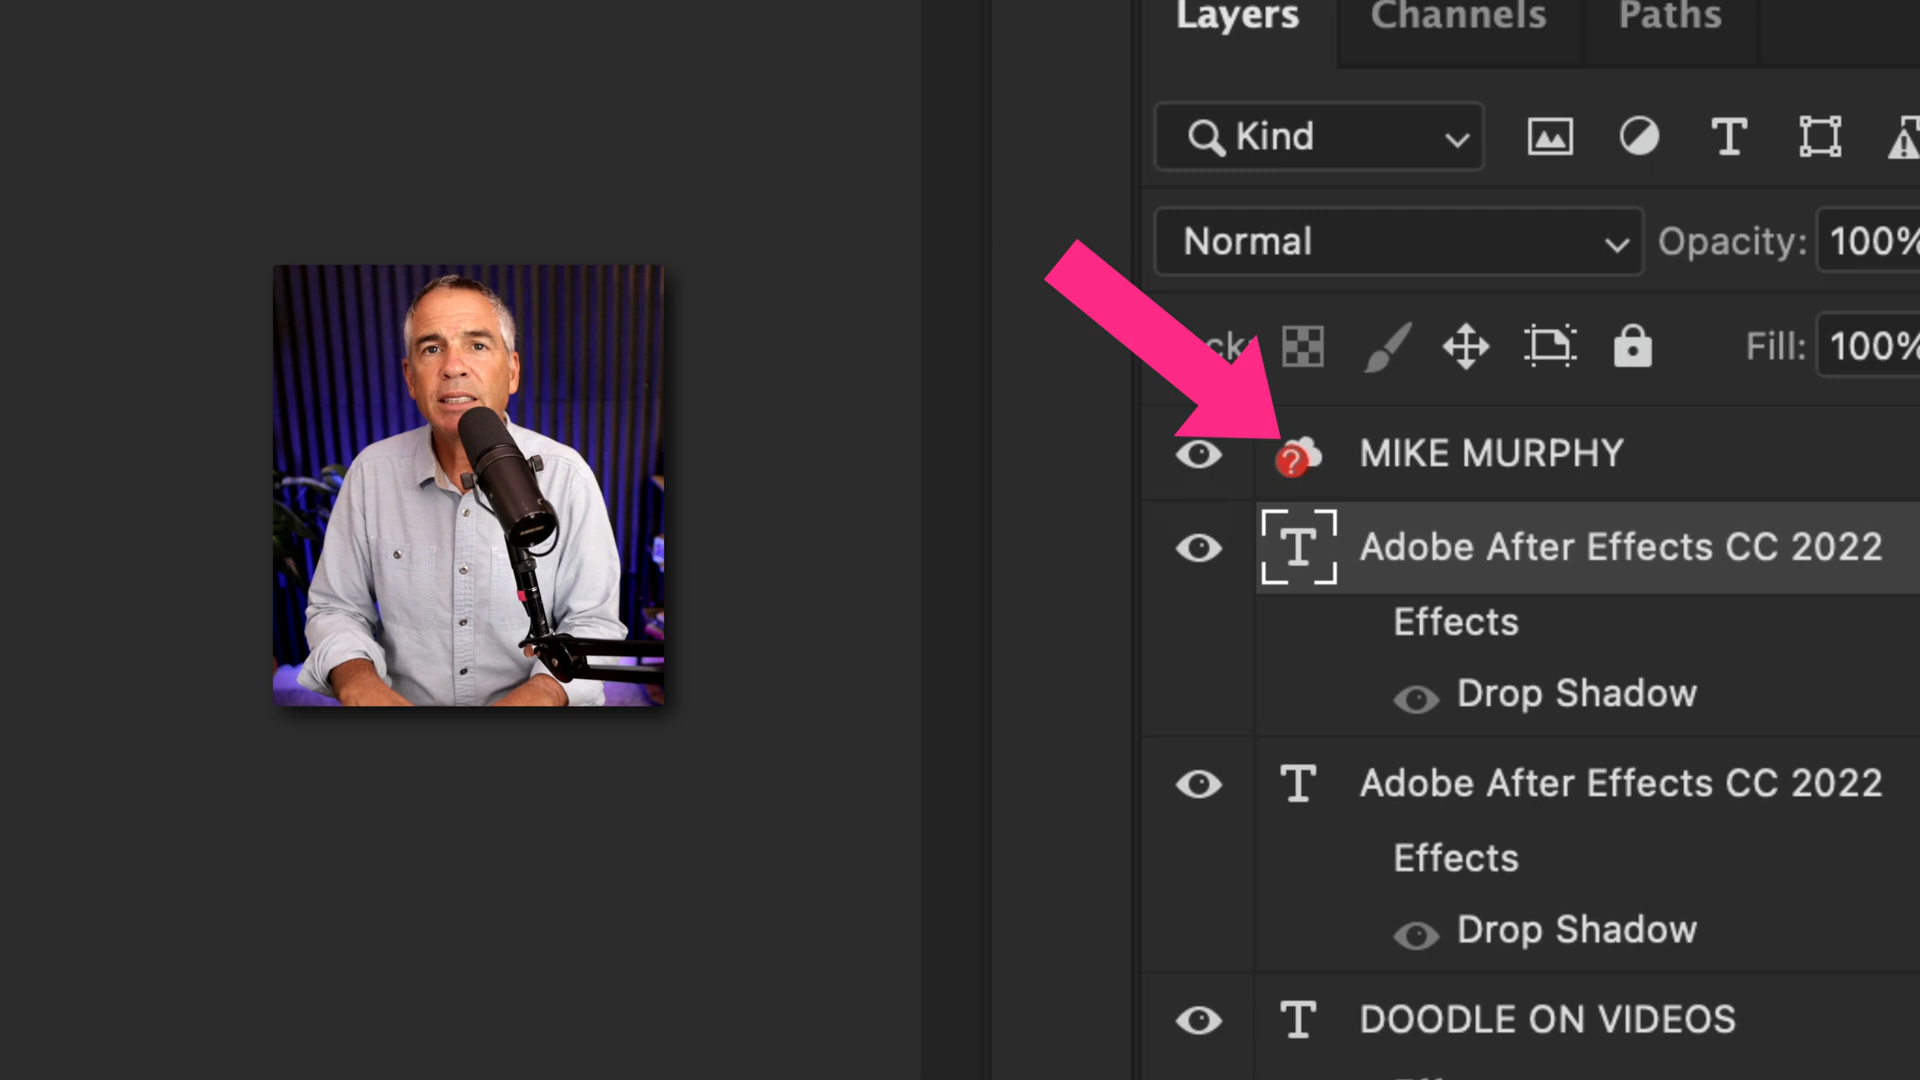 Layers Channels Paths
Kind
Normal Opacity: 100%
Fill: 100%
MIKE MURPHY
Adobe After Effects CC 2022
Effects
Drop Shadow
Adobe After Effects CC 2022
Effects
Drop Shadow
DOODLE ON VIDEOS